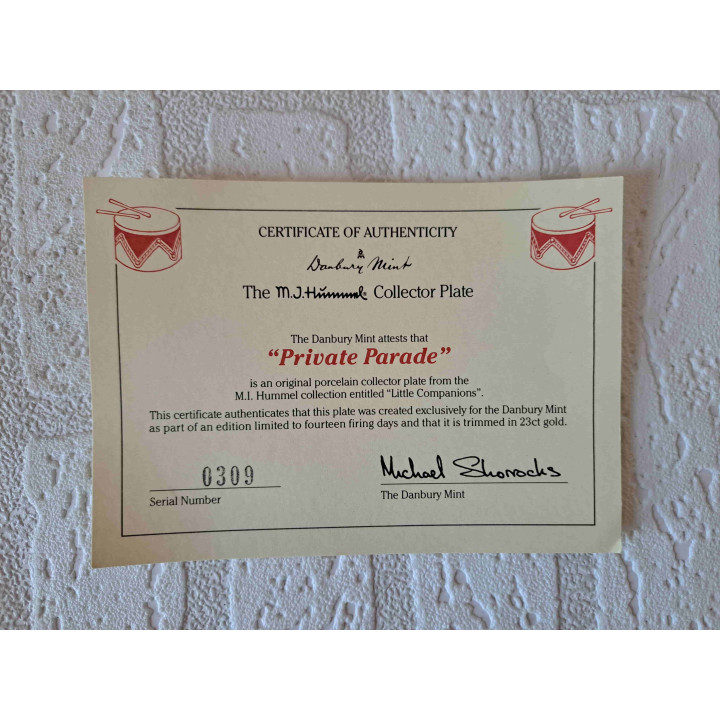 CERTIFICATE OF AUTHENTICITY
Danbury Mint
The M.J.Hummel Collector Plate
The Danbury Mint attests that
“Private Parade”
is an original porcelain collector plate from the
M.I. Hummel collection entitled “Little Companions”.
This certificate authenticates that this plate was created exclusively for the Danbury Mint
as part of an edition limited to fourteen firing days and that it is trimmed in 23ct gold.
0309
Serial Number
Michael Shorrocks
The Danbury Mint